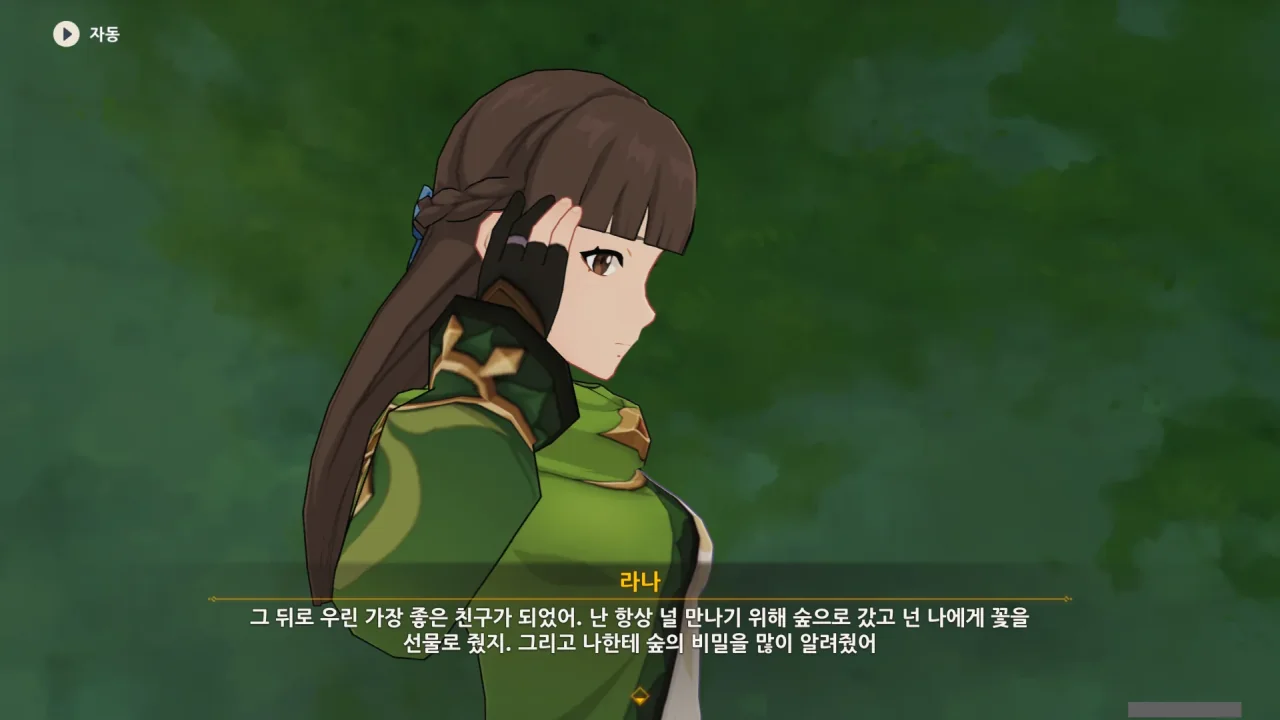 자동
라나
그 뒤로 우린 가장 좋은 친구가 되었어. 난 항상 널 만나기 위해 숲으로 갔고 넌 나에게 꽃을
선물로 줬지. 그리고 나한테 숲의 비밀을 많이 알려줬어